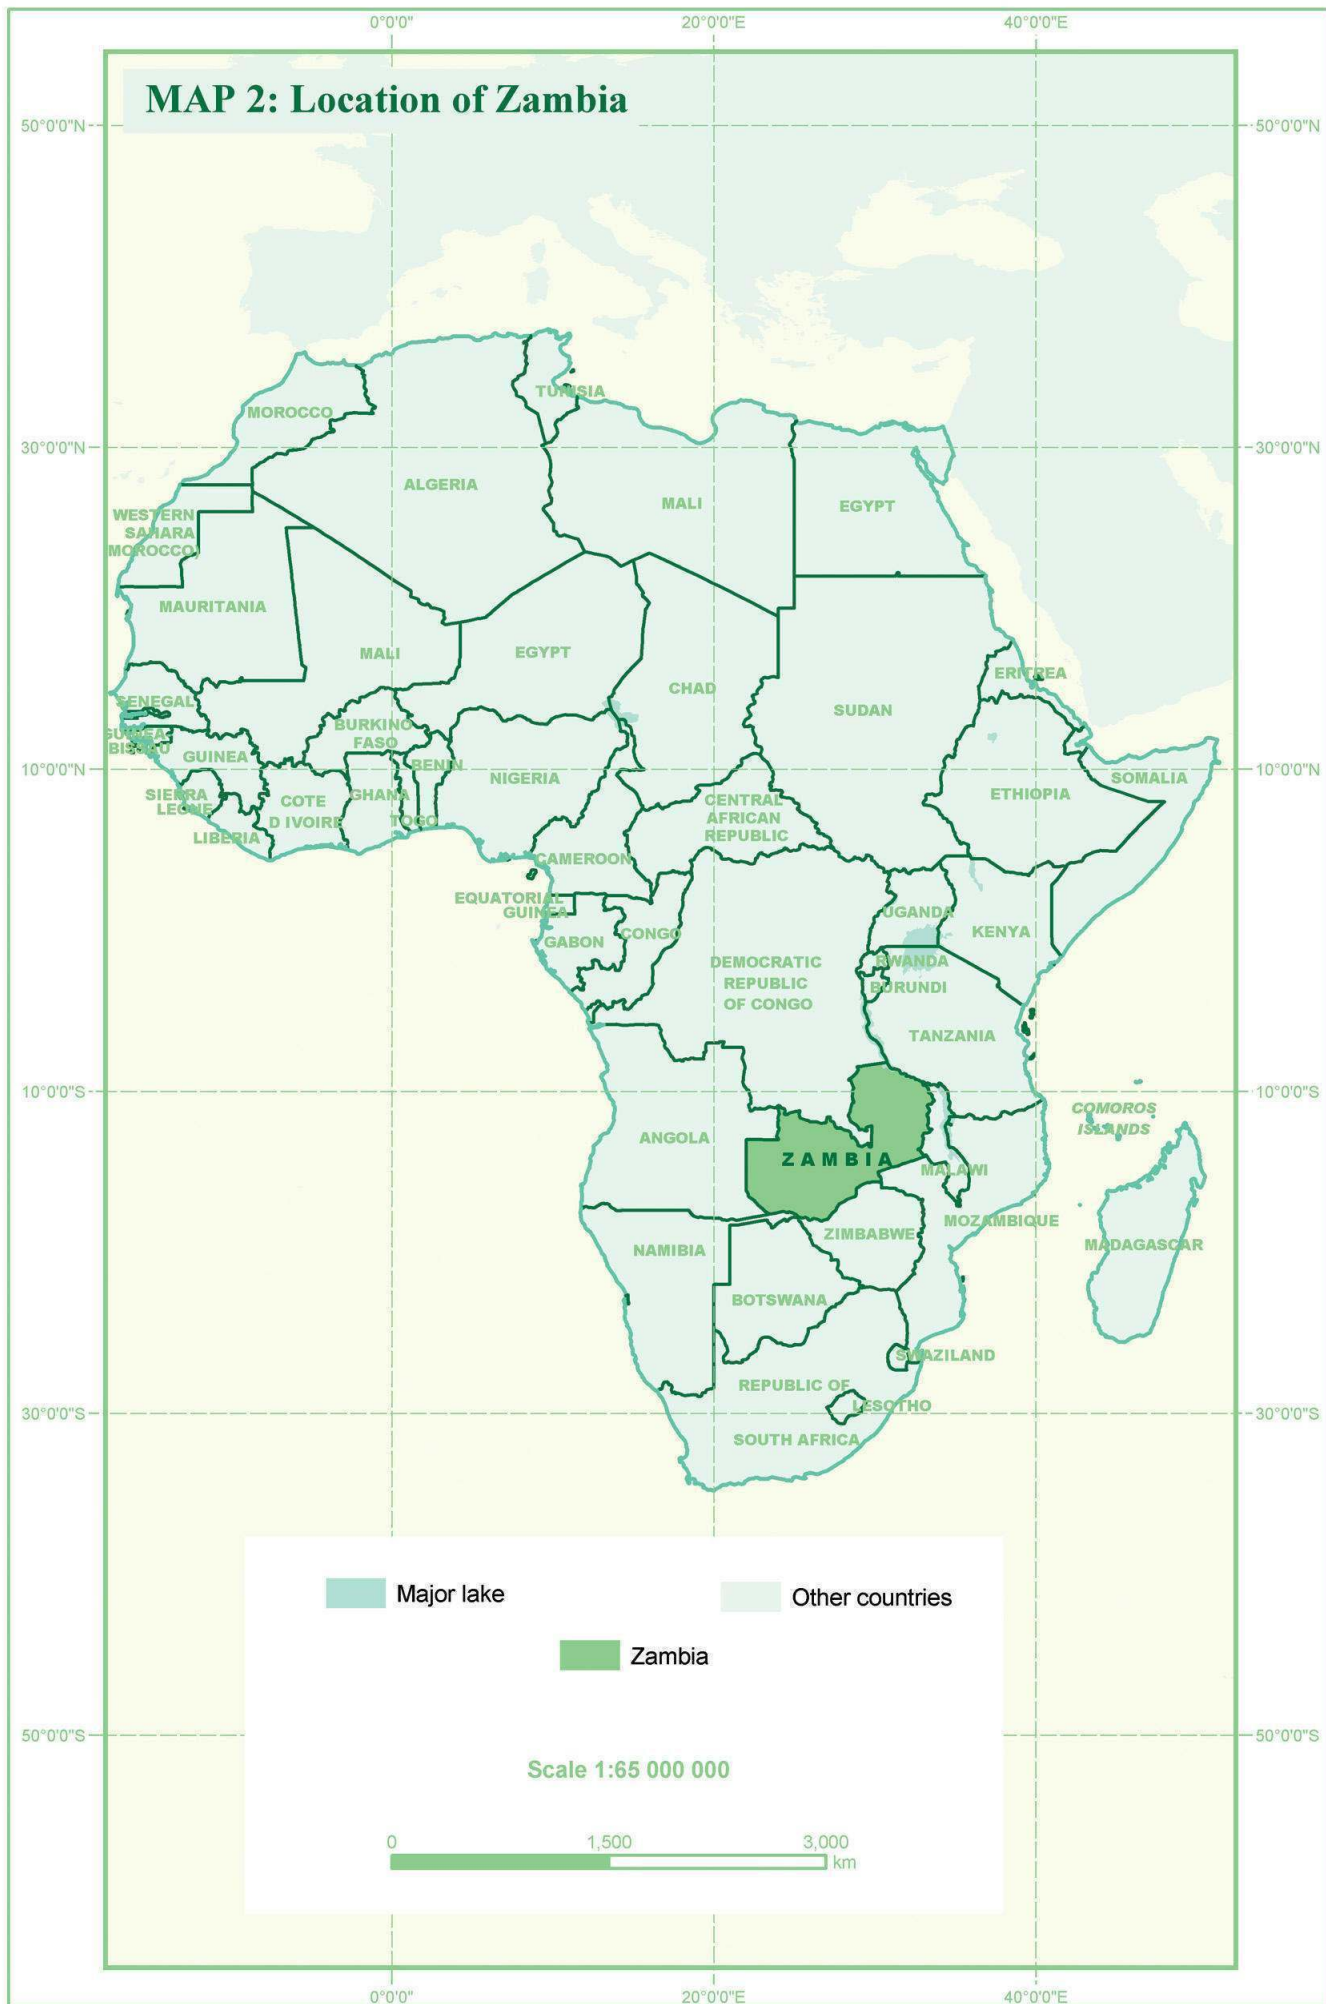 0°0'0"
20°0'0"E
40°0'0"E
MAP 2: Location of Zambia
50°0'0"N
50°0'0"N
TUNISIA
MOROCCO
30°0'0"N
30°0'0"N
ALGERIA
MALI
EGYPT
WESTERN
SAHARA
MOROCCO)
MAURITANIA
MALI
EGYPT
CHAD
ERITREA
SENEGAL
SUDAN
BURKINO
FASO
GUINEA
BISSAU
GUINEA
BENIN
NIGERIA
10°0'0"N
10°0'0"N
SOMALIA
SIERRA
LEONE
COTE
D IVOIRE
GHANA
TOGO
LIBERIA
CENTRAL
AFRICAN
REPUBLIC
ETHIOPIA
CAMEROON
EQUATORIAL
GUINEA
GABON
CONGO
UGANDA
KENYA
DEMOCRATIC
REPUBLIC
OF CONGO
RWANDA
BURUNDI
TANZANIA
10°0'0"S
10°0'0"S
COMOROS
ISLANDS
ANGOLA
ZAMBIA
MALAWI
MOZAMBIQUE
ZIMBABWE
NAMIBIA
MADAGASCAR
BOTSWANA
SWAZILAND
REPUBLIC OF
LESOTHO
30°0'0"S
30°0'0"S
SOUTH AFRICA
Major lake
Other countries
Zambia
50°0'0"S
50°0'0"S
Scale 1:65 000 000
0 1,500 3,000
km
0°0'0"
20°0'0"E
40°0'0"E